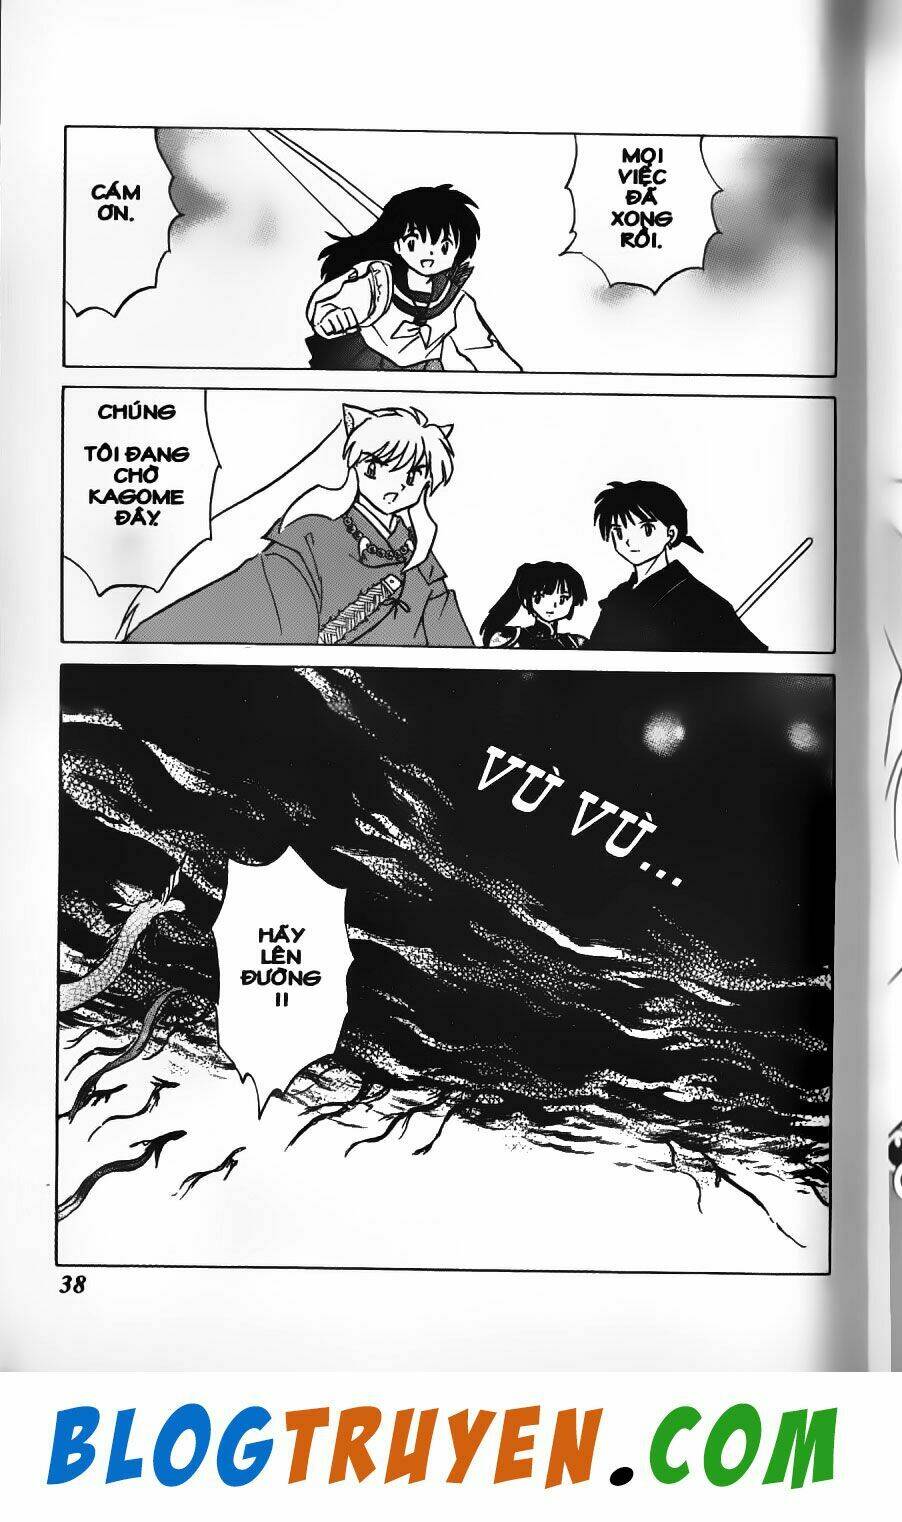 MỌI
VIỆC
ĐÃ
XONG
RỒI.
CÁM
ƠN.
CHÚNG
TÔI ĐANG
CHỜ
KAGOME
ĐÂY.
VÙ VÙ...
HÃY
LÊN
ĐƯỜNG
!!
38
BLOGTRUYEN.COM